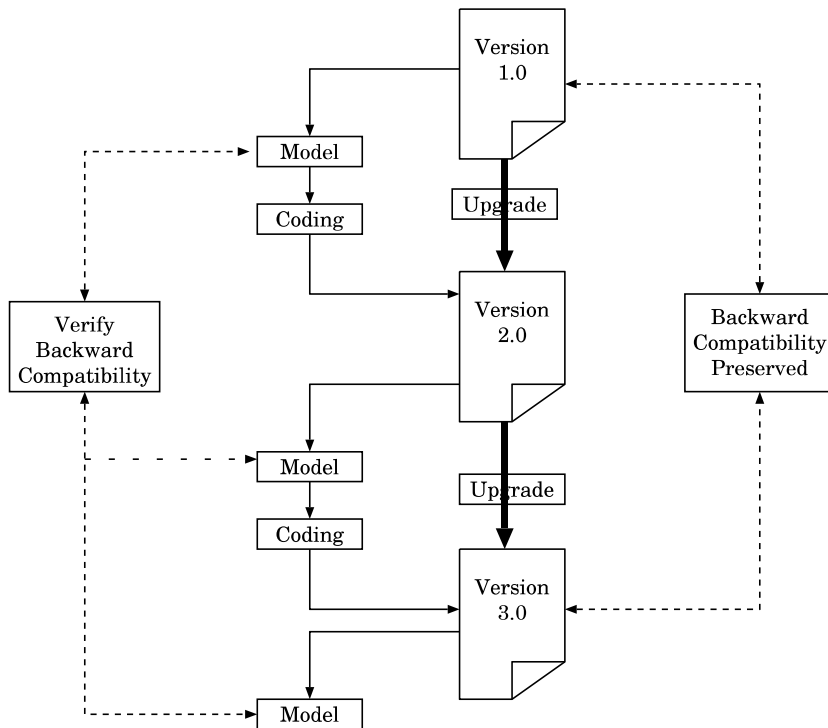 Version
1.0
Model
Coding
Upgrade
Verify
Backward
Compatibility
Version
2.0
Backward
Compatibility
Preserved
Model
Upgrade
Coding
Version
3.0
Model